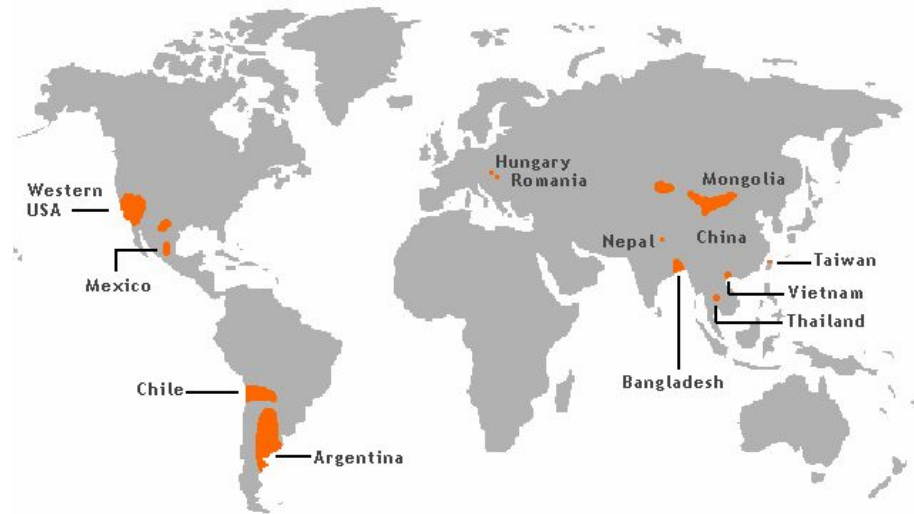 Western
USA
Mexico
Chile
Argentina
Hungary
Romania
Mongolia
China
Nepal
Taiwan
Vietnam
Thailand
Bangladesh